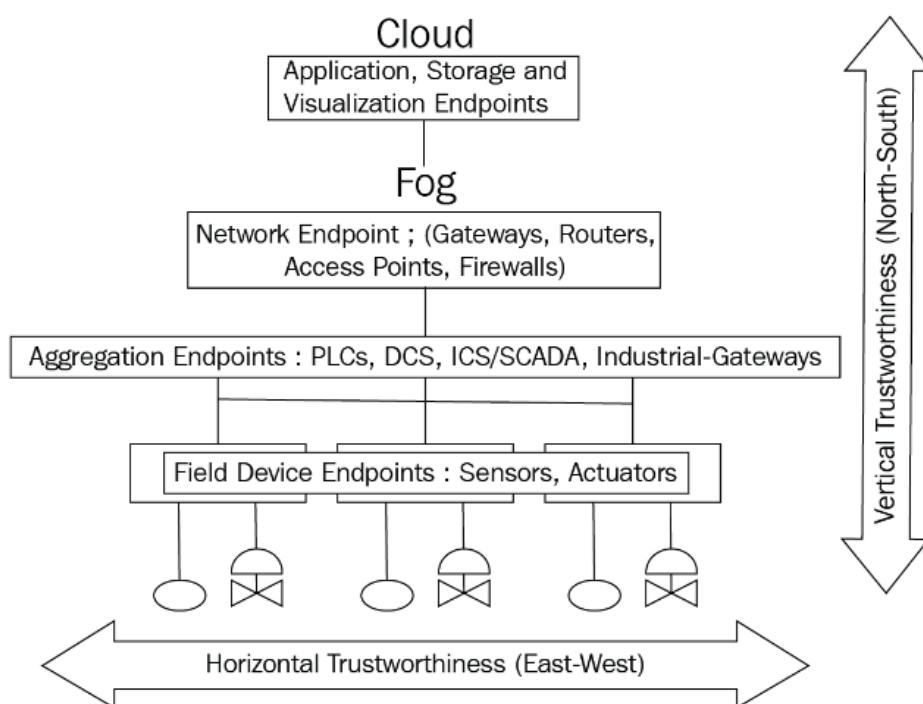 Cloud
Application, Storage and
Visualization Endpoints
Fog
Network Endpoint ; (Gateways, Routers,
Access Points, Firewalls)
Aggregation Endpoints : PLCs, DCS, ICS/SCADA, Industrial-Gateways
Field Device Endpoints : Sensors, Actuators
Horizontal Trustworthiness (East-West)
Vertical Trustworthiness (North-South)